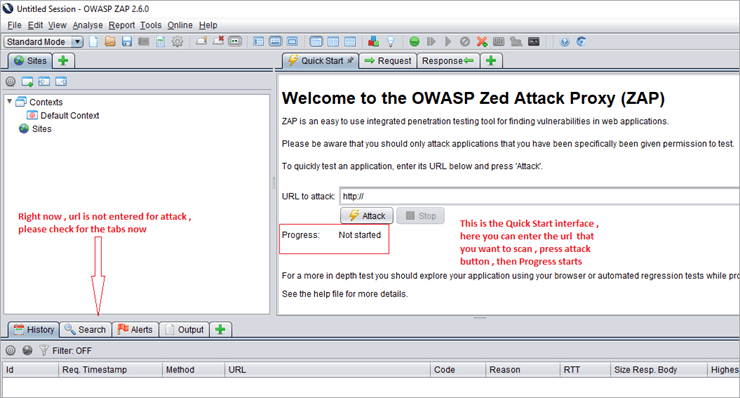 Untitled Session - OWASP ZAP 2.6.0
File Edit View Analyse Report Tools Online Help
Standard Mode
Sites
Quick Start
Request
Response
Contexts
Default Context
Sites
Right now , url is not entered for attack ,
please check for the tabs now
Welcome to the OWASP Zed Attack Proxy (ZAP)
ZAP is an easy to use integrated penetration testing tool for finding vulnerabilities in web applications.
Please be aware that you should only attack applications that you have been specifically been given permission to test.
To quickly test an application, enter its URL below and press 'Attack'.
URL to attack: http://
Attack Stop
Progress: Not started
This is the Quick Start interface ,
here you can enter the url that
you want to scan , press attack
button , then Progress starts
For a more in depth test you should explore your application using your browser or automated regression tests while pro
See the help file for more details.
History Search Alerts Output
Filter: OFF
Id Req. Timestamp Method URL Code Reason RTT Size Resp. Body Highes